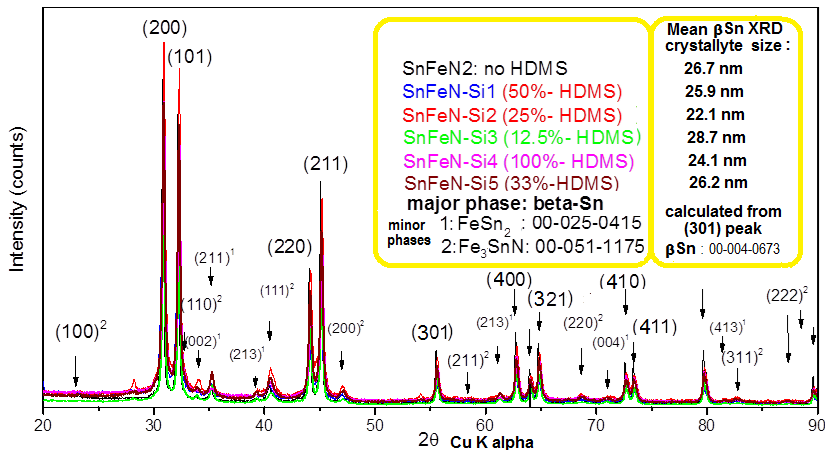 (200)
(101)
(211)
(220)
(211)¹
(110)²
(002)¹
(100)²
(213)¹
(111)²
(200)²
(301)
(211)²
(213)¹
(400)
(321)
(220)²
(004)¹
(410)
(411)
(413)¹
(311)²
(222)²
SnFeN2: no HDMS
SnFeN-Si1 (50%- HDMS)
SnFeN-Si2 (25%- HDMS)
SnFeN-Si3 (12.5%- HDMS)
SnFeN-Si4 (100%- HDMS)
SnFeN-Si5 (33%-HDMS)
major phase: beta-Sn
minor phases
1: FeSn₂ : 00-025-0415
2:Fe₃SnN: 00-051-1175
Mean βSn XRD
crystallyte size :
26.7 nm
25.9 nm
22.1 nm
28.7 nm
24.1 nm
26.2 nm
calculated from
(301) peak
βSn : 00-004-0673
Intensity (counts)
20 30 40 50 60 70 80 90
2θ Cu K alpha